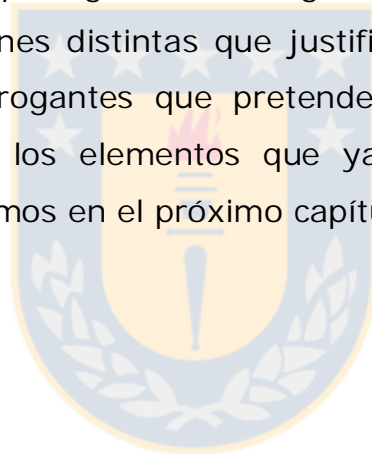 nes distintas que justifi
rogantes que pretende
los elementos que ya
mos en el próximo capítu